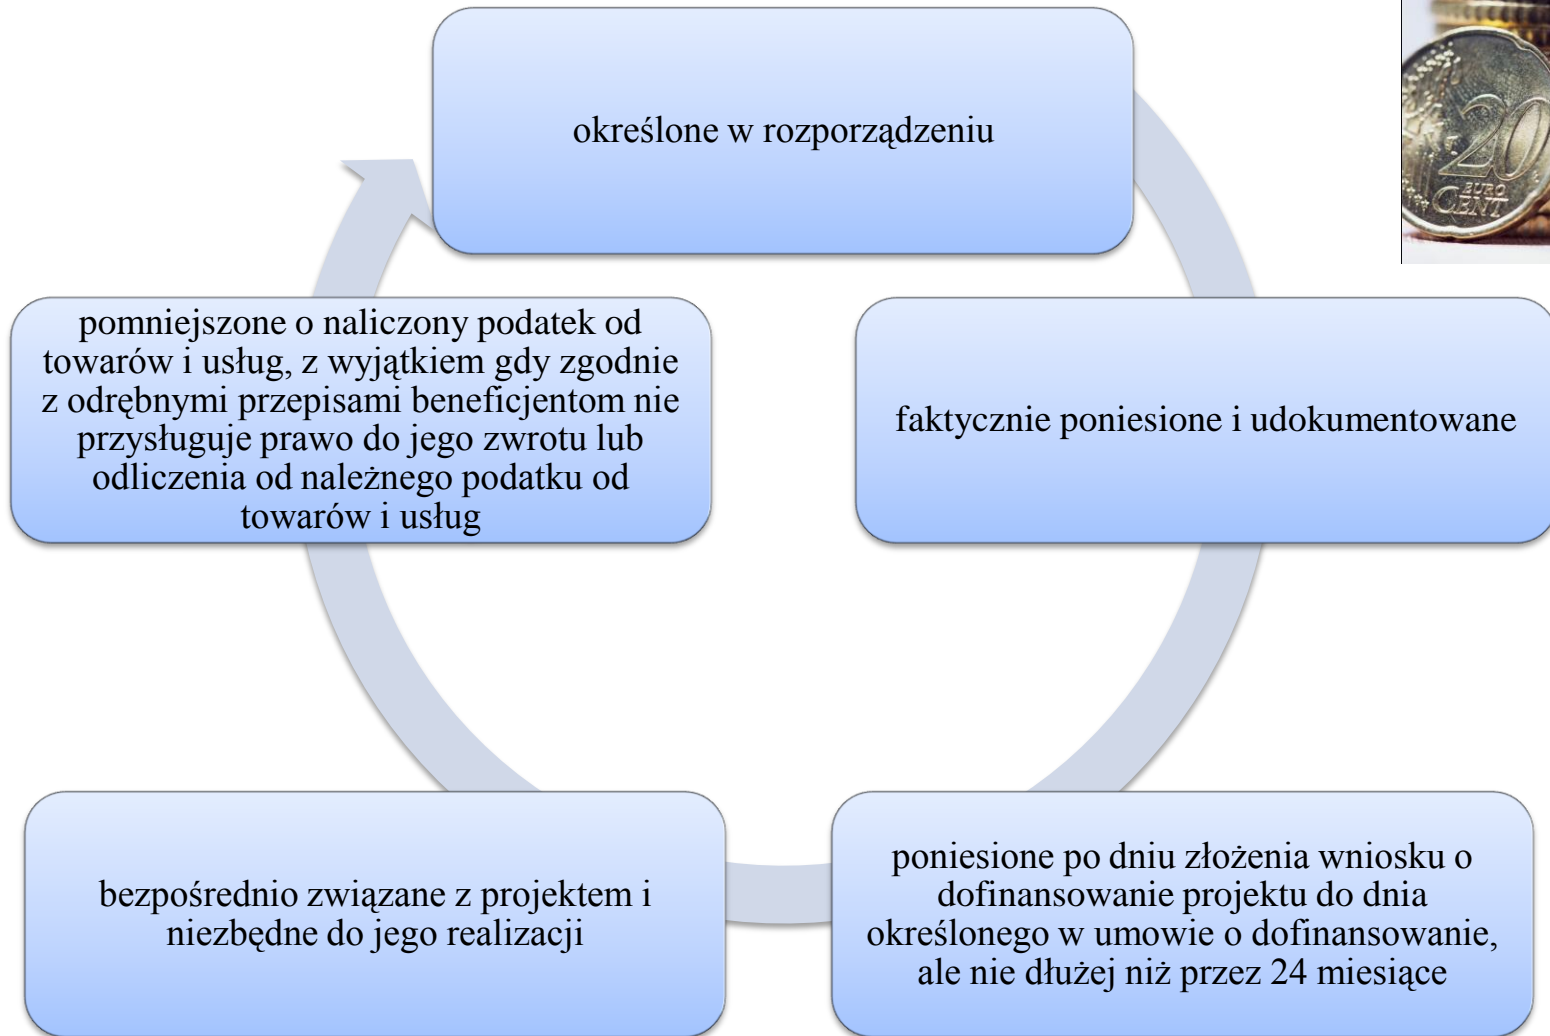 określone w rozporządzeniu
20
EURO
CENT
faktycznie poniesione i udokumentowane
poniesione po dniu złożenia wniosku o
dofinansowanie projektu do dnia
określonego w umowie o dofinansowanie,
ale nie dłużej niż przez 24 miesiące
bezpośrednio związane z projektem i
niezbędne do jego realizacji
pomniejszone o naliczony podatek od
towarów i usług, z wyjątkiem gdy zgodnie
z odrębnymi przepisami beneficjentom nie
przysługuje prawo do jego zwrotu lub
odliczenia od należnego podatku od
towarów i usług